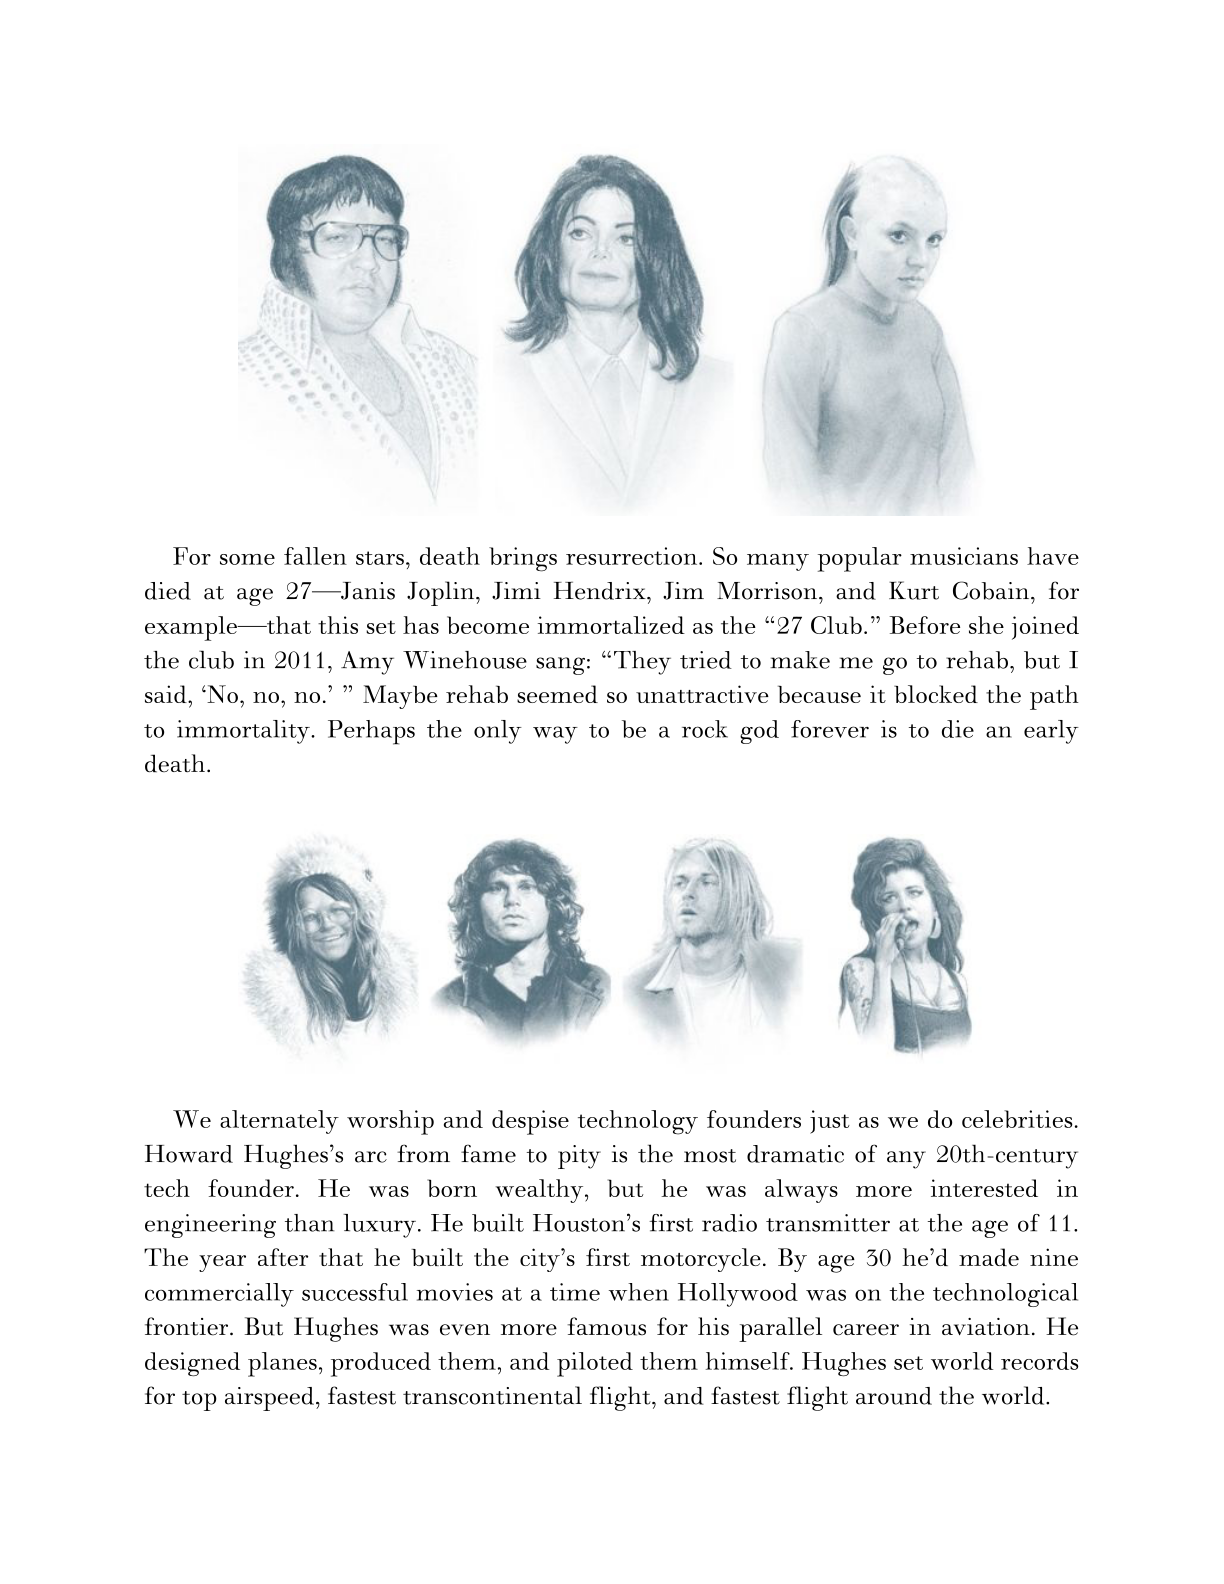 For some fallen stars, death brings resurrection. So many popular musicians have
died at age 27—Janis Joplin, Jimi Hendrix, Jim Morrison, and Kurt Cobain, for
example—that this set has become immortalized as the “27 Club.” Before she joined
the club in 2011, Amy Winehouse sang: “They tried to make me go to rehab, but I
said, ‘No, no, no.’ ” Maybe rehab seemed so unattractive because it blocked the path
to immortality. Perhaps the only way to be a rock god forever is to die an early
death.
We alternately worship and despise technology founders just as we do celebrities.
Howard Hughes’s arc from fame to pity is the most dramatic of any 20th-century
tech founder. He was born wealthy, but he was always more interested in
engineering than luxury. He built Houston’s first radio transmitter at the age of 11.
The year after that he built the city’s first motorcycle. By age 30 he’d made nine
commercially successful movies at a time when Hollywood was on the technological
frontier. But Hughes was even more famous for his parallel career in aviation. He
designed planes, produced them, and piloted them himself. Hughes set world records
for top airspeed, fastest transcontinental flight, and fastest flight around the world.